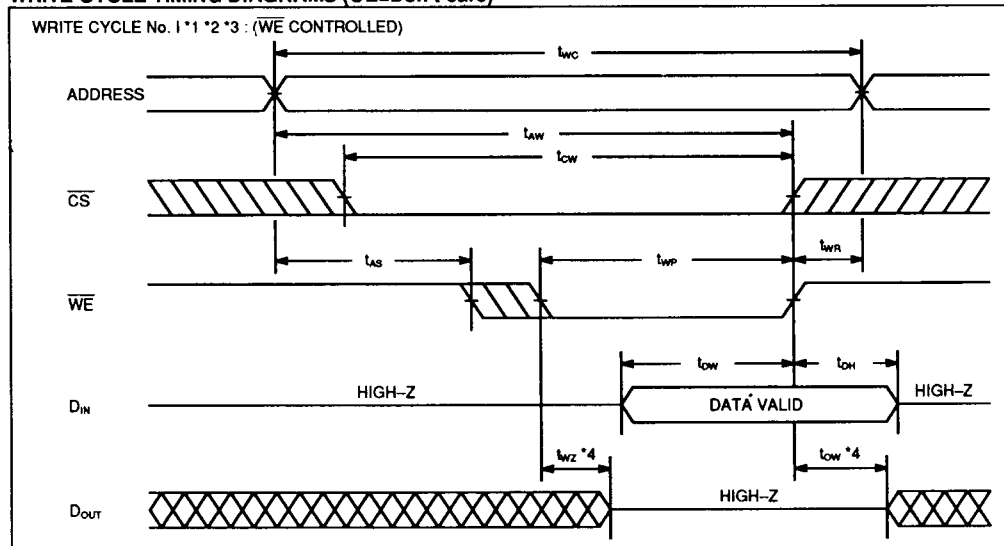 WRITE CYCLE No. I *1 *2 *3 : (WE CONTROLLED)
tWC
ADDRESS
tAW
tCW
CS
tAS
tWP
tWR
WE
tDW
tDH
DIN
HIGH-Z
DATA VALID
HIGH-Z
tWZ *4
tOW *4
DOUT
HIGH-Z